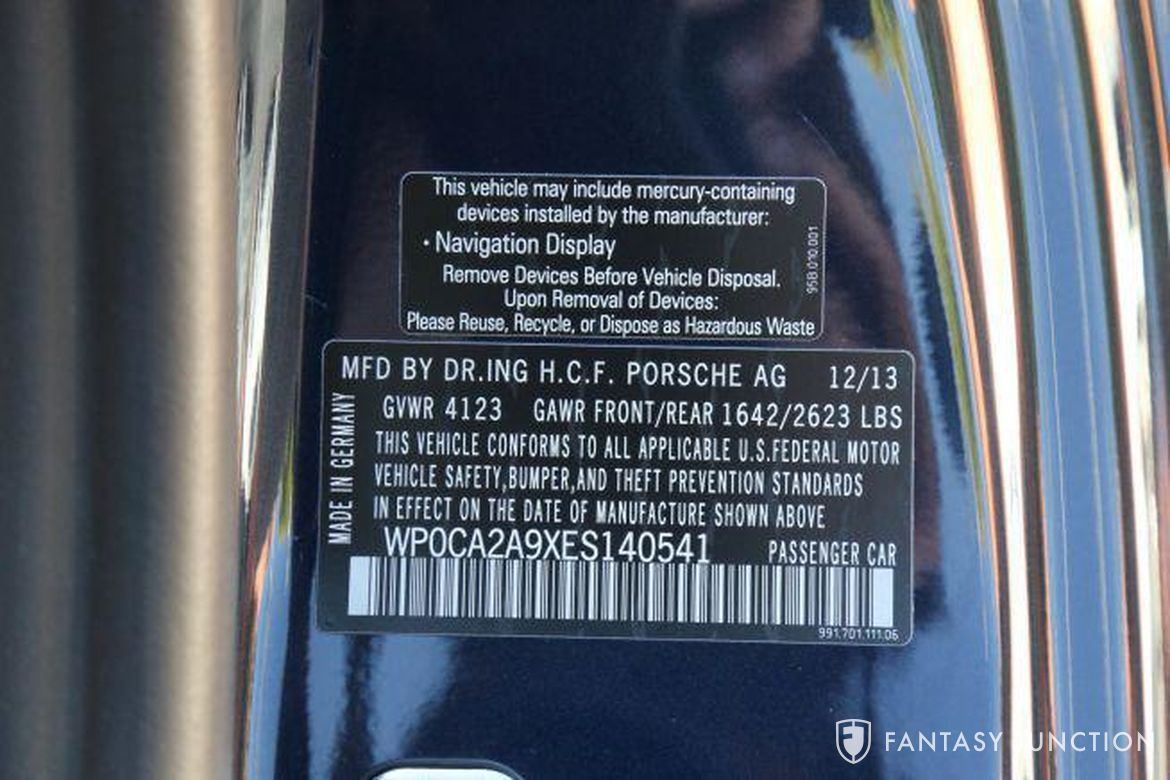 This vehicle may include mercury-containing
devices installed by the manufacturer:
· Navigation Display
Remove Devices Before Vehicle Disposal.
Upon Removal of Devices:
Please Reuse, Recycle, or Dispose as Hazardous Waste
958.010.001
MFD BY DR.ING H.C.F. PORSCHE AG 12/13
GVWR 4123 GAWR FRONT/REAR 1642/2623 LBS
THIS VEHICLE CONFORMS TO ALL APPLICABLE U.S.FEDERAL MOTOR
VEHICLE SAFETY,BUMPER,AND THEFT PREVENTION STANDARDS
IN EFFECT ON THE DATE OF MANUFACTURE SHOWN ABOVE
MADE IN GERMANY
WP0CA2A9XES140541 PASSENGER CAR
991.701.111.06
FANTASY JUNCTION